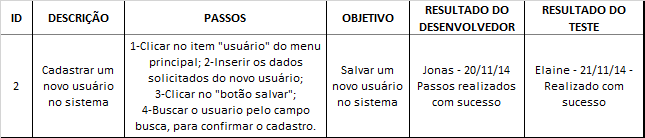 ID DESCRIÇÃO PASSOS OBJETIVO RESULTADO DO DESENVOLVEDOR RESULTADO DO TESTE
2
Cadastrar um
novo usuário
no sistema
1-Clicar no item "usuário" do menu
principal; 2-Inserir os dados
solicitados do novo usuário;
3-Clicar no "botão salvar";
4-Buscar o usuario pelo campo
busca, para confirmar o cadastro.
Salvar um
novo usuário
no sistema
Jonas - 20/11/14
Passos realizados
com sucesso
Elaine - 21/11/14 -
Realizado com
sucesso